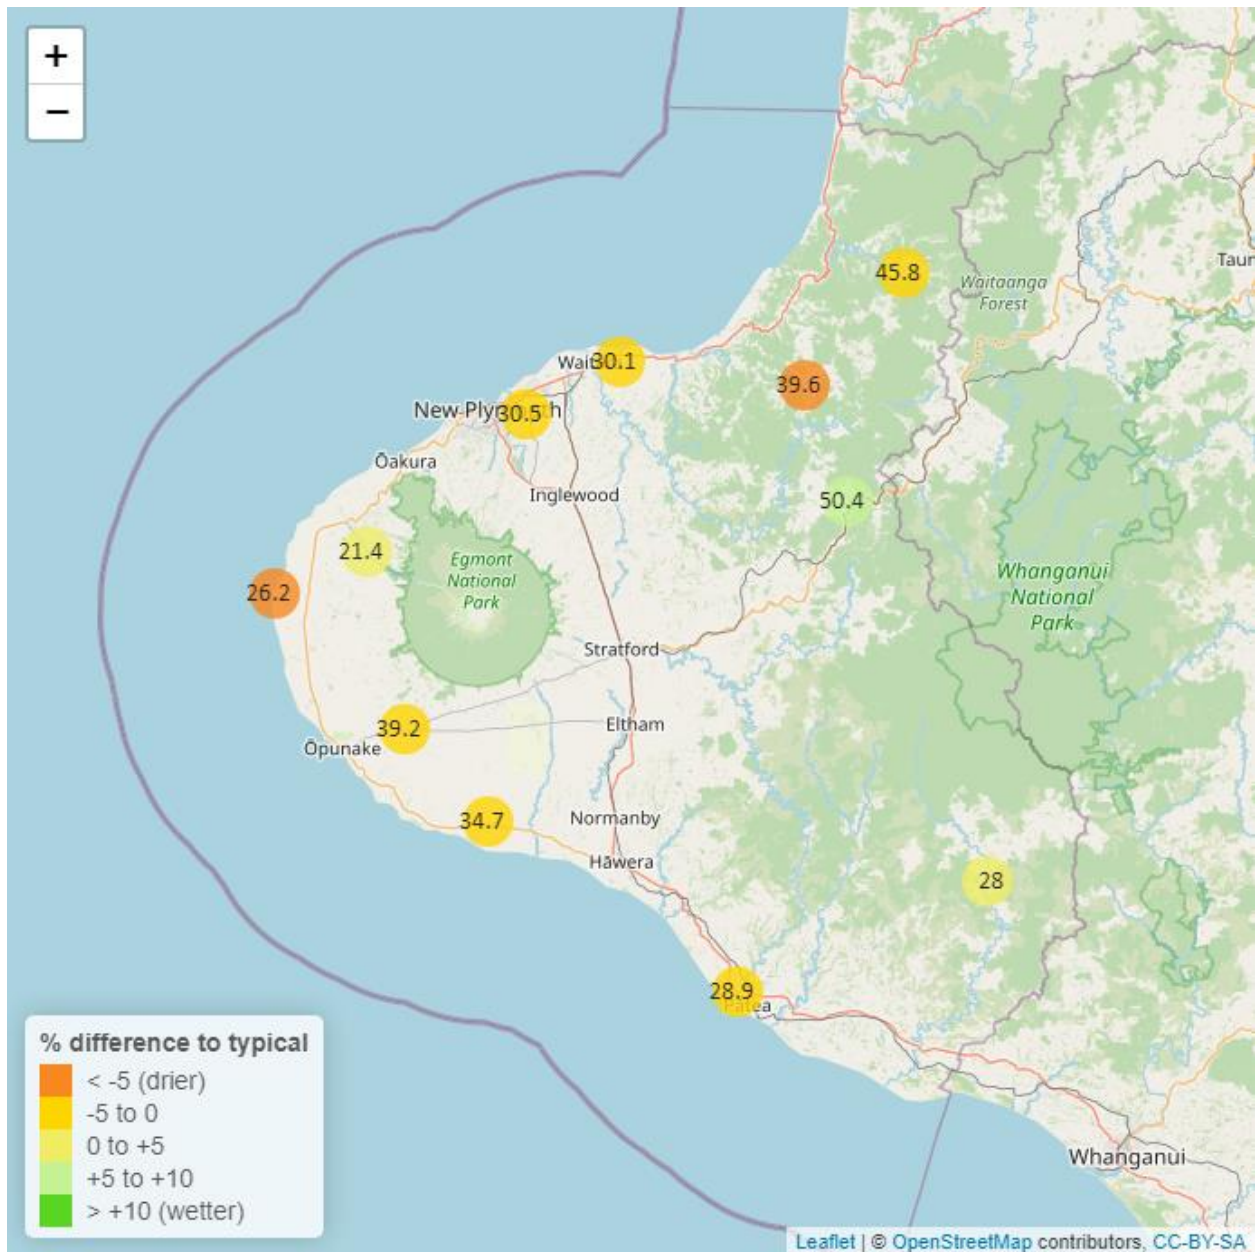 +
−
45.8
Waitaanga
Forest
30.1
39.6
New Plymouth
30.5
Ōakura
Inglewood
50.4
21.4
Egmont
National
Park
Whanganui
National
Park
26.2
Stratford
39.2
Eltham
Ōpunake
34.7
Normanby
Hāwera
28
28.9
Patea
% difference to typical
< -5 (drier)
-5 to 0
0 to +5
+5 to +10
> +10 (wetter)
Whanganui
Leaflet | © OpenStreetMap contributors, CC-BY-SA